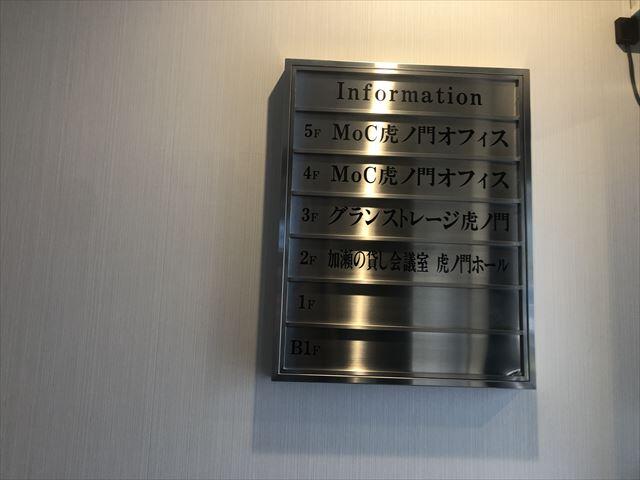 Information
5F MoC虎ノ門オフィス
4F MoC虎ノ門オフィス
3F グランストレージ虎ノ門
2F 加瀬の貸し会議室 虎ノ門ホール
1F
B1F